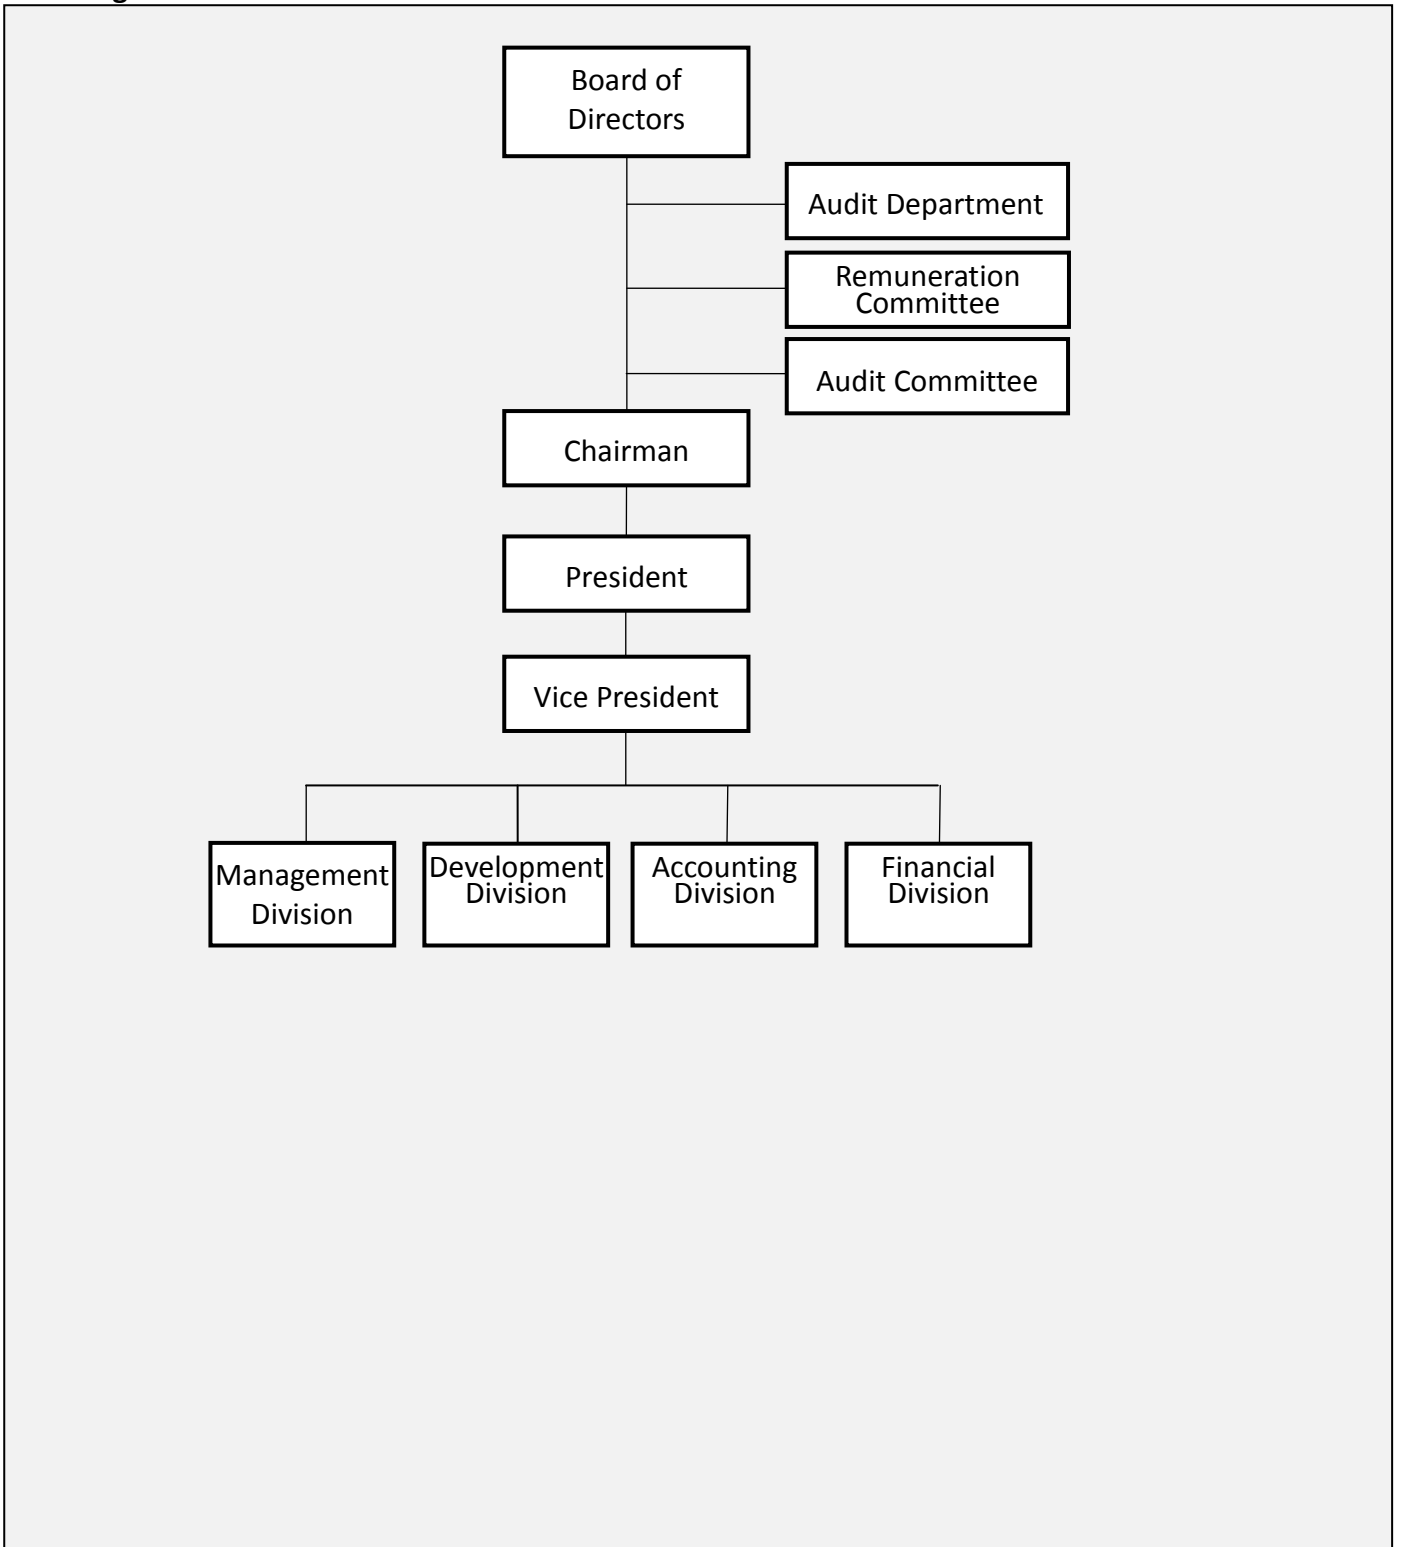 Board of
Directors
Audit Department
Remuneration
Committee
Audit Committee
Chairman
President
Vice President
Management
Division
Development
Division
Accounting
Division
Financial
Division